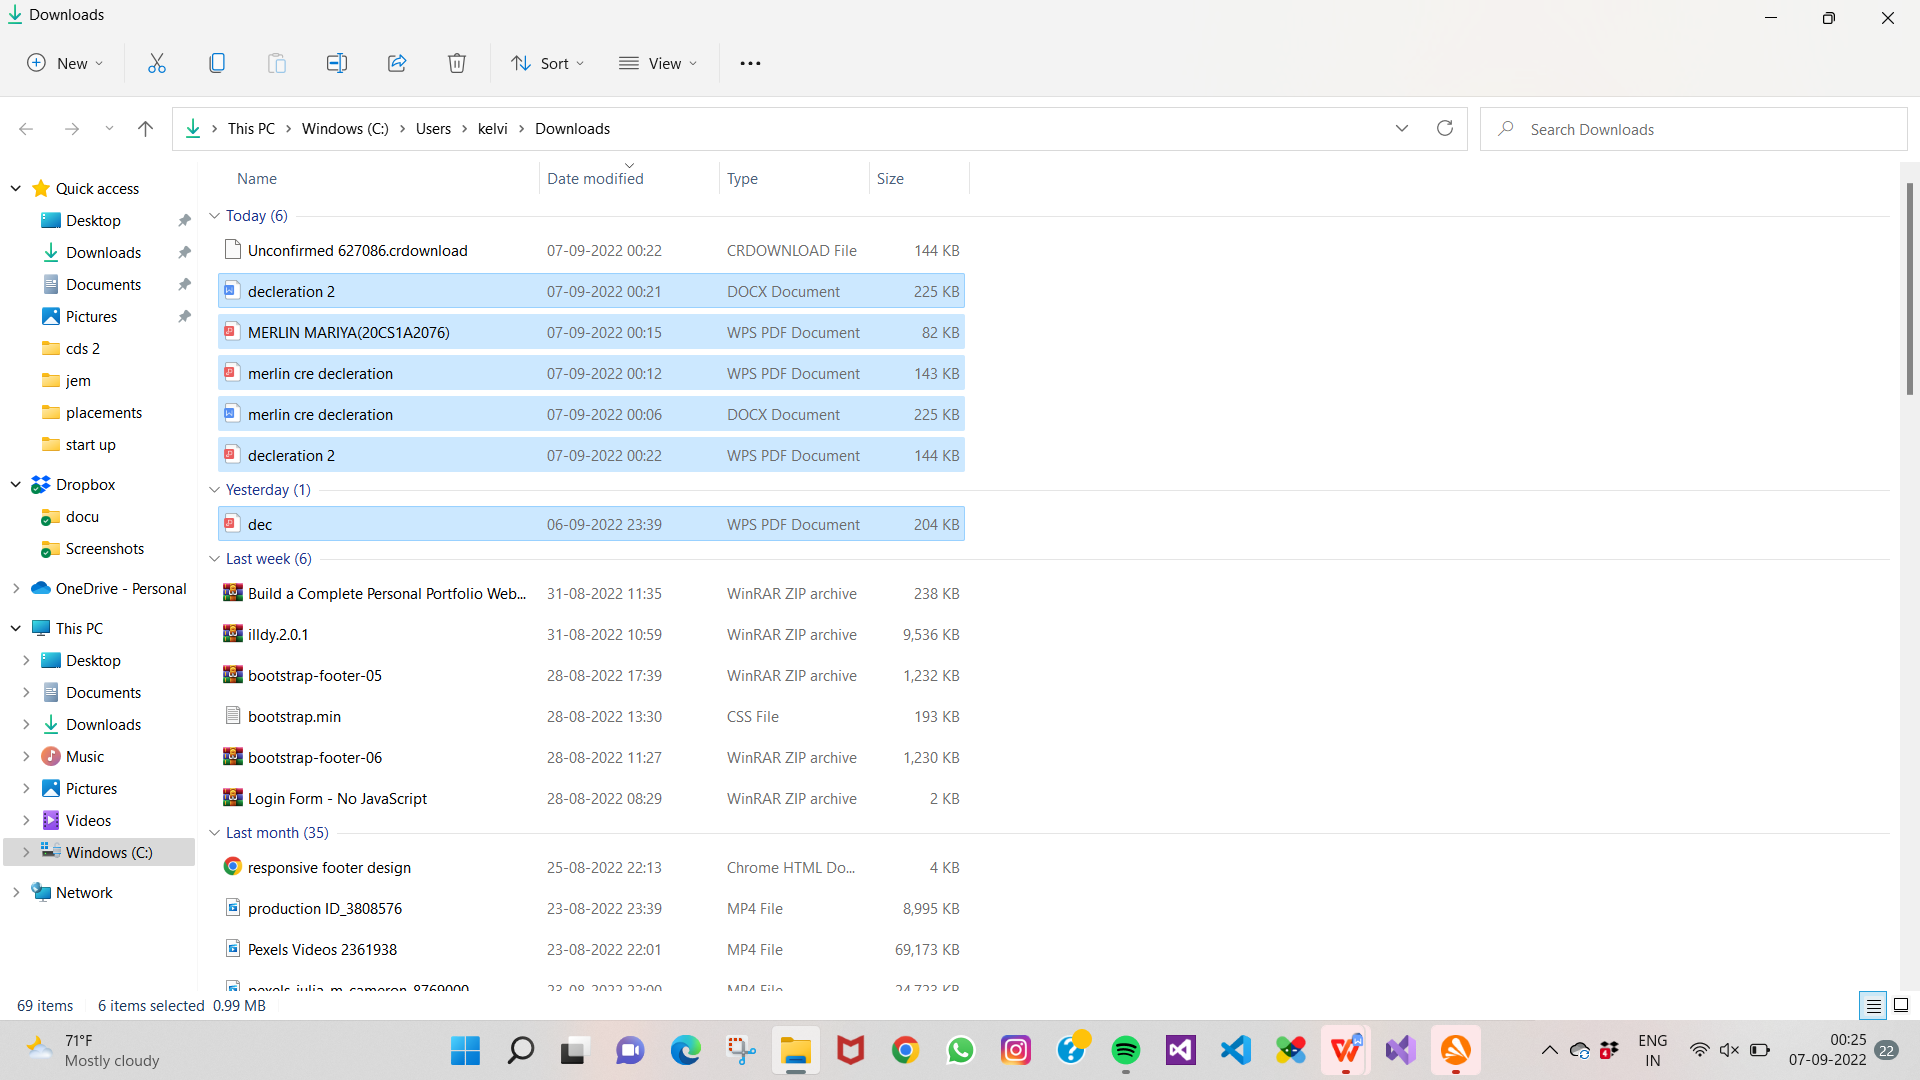 Downloads
New
Sort
View
This PC > Windows (C:) > Users > kelvi > Downloads
Search Downloads
Name Date modified Type Size
Quick access
Desktop
Downloads
Documents
Pictures
cds 2
jem
placements
start up
Dropbox
docu
Screenshots
OneDrive - Personal
This PC
Desktop
Documents
Downloads
Music
Pictures
Videos
Windows (C:)
Network
Today (6)
Unconfirmed 627086.crdownload 07-09-2022 00:22 CRDOWNLOAD File 144 KB
decleration 2 07-09-2022 00:21 DOCX Document 225 KB
MERLIN MARIYA(20CS1A2076) 07-09-2022 00:15 WPS PDF Document 82 KB
merlin cre decleration 07-09-2022 00:12 WPS PDF Document 143 KB
merlin cre decleration 07-09-2022 00:06 DOCX Document 225 KB
decleration 2 07-09-2022 00:22 WPS PDF Document 144 KB
Yesterday (1)
dec 06-09-2022 23:39 WPS PDF Document 204 KB
Last week (6)
Build a Complete Personal Portfolio Web... 31-08-2022 11:35 WinRAR ZIP archive 238 KB
illdy.2.0.1 31-08-2022 10:59 WinRAR ZIP archive 9,536 KB
bootstrap-footer-05 28-08-2022 17:39 WinRAR ZIP archive 1,232 KB
bootstrap.min 28-08-2022 13:30 CSS File 193 KB
bootstrap-footer-06 28-08-2022 11:27 WinRAR ZIP archive 1,230 KB
Login Form - No JavaScript 28-08-2022 08:29 WinRAR ZIP archive 2 KB
Last month (35)
responsive footer design 25-08-2022 22:13 Chrome HTML Do... 4 KB
production ID_3808576 23-08-2022 23:39 MP4 File 8,995 KB
Pexels Videos 2361938 23-08-2022 22:01 MP4 File 69,173 KB
pexels-julia-m-cameron-8769000 23-08-2022 22:00 MP4 File 24,723 KB
69 items 6 items selected 0.99 MB
71°F
Mostly cloudy
ENG
IN
00:25
07-09-2022
22